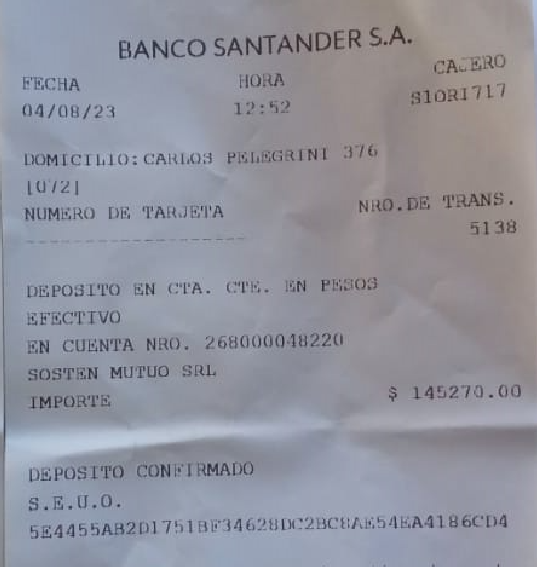 BANCO SANTANDER S.A.
FECHA HORA CAJERO
04/08/23 12:52 S1ORI717
DOMICILIO:CARLOS PELEGRINI 376
[072]
NUMERO DE TARJETA NRO.DE TRANS.
------------------- 5138
DEPOSITO EN CTA. CTE. EN PESOS
EFECTIVO
EN CUENTA NRO. 268000048220
SOSTEN MUTUO SRL
IMPORTE $ 145270.00
DEPOSITO CONFIRMADO
S.E.U.O.
5E4455AB2D1751BF34628DC2BC8AE54EA4186CD4